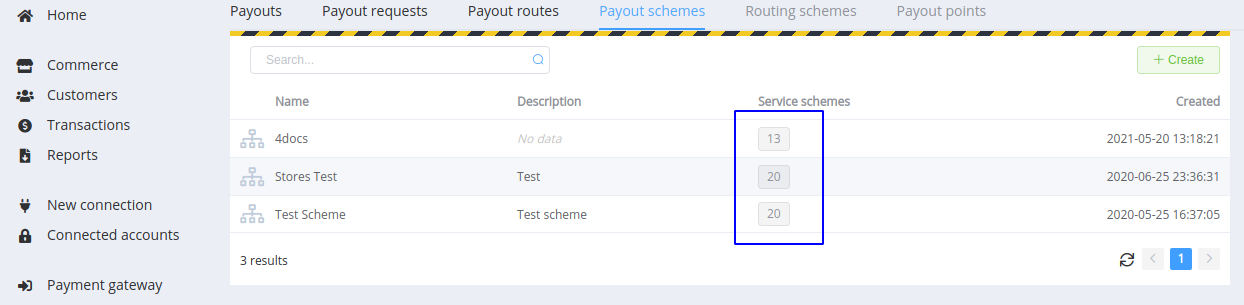 Home
Commerce
Customers
Transactions
Reports
New connection
Connected accounts
Payment gateway
Payouts Payout requests Payout routes Payout schemes Routing schemes Payout points
Search...
+ Create
Name Description Service schemes Created
4docs No data 13 2021-05-20 13:18:21
Stores Test Test 20 2020-06-25 23:36:31
Test Scheme Test scheme 20 2020-05-25 16:37:05
3 results
1